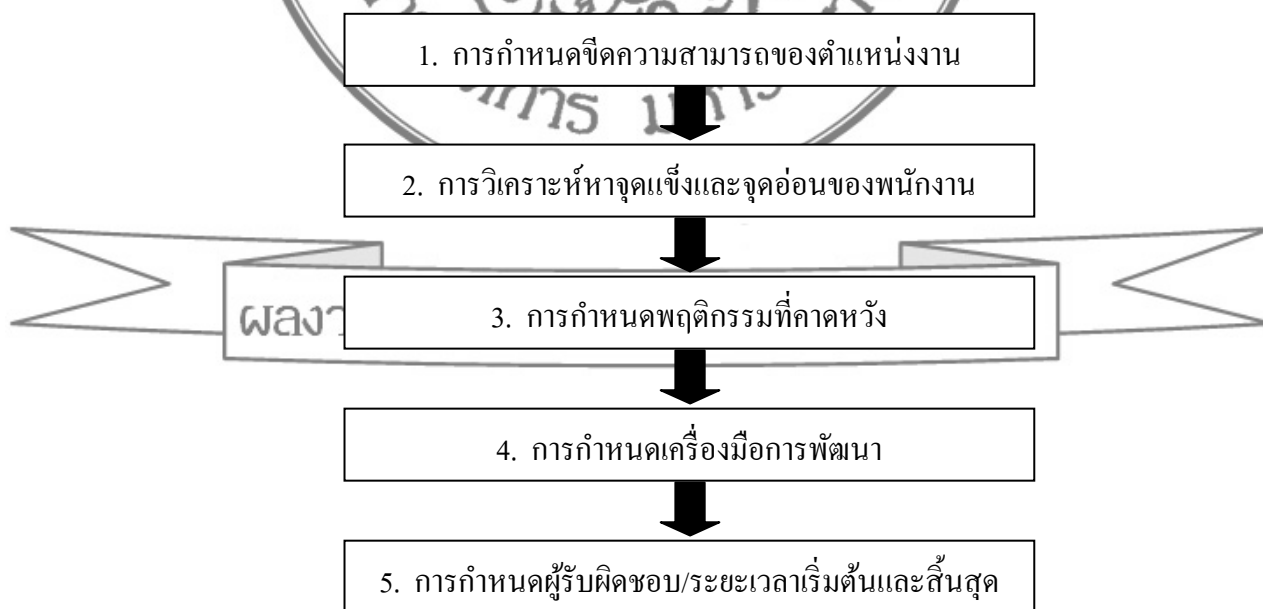 1. การกำหนดขีดความสามารถของตำแหน่งงาน
2. การวิเคราะห์หาจุดแข็งและจุดอ่อนของพนักงาน
3. การกำหนดพฤติกรรมที่คาดหวัง
4. การกำหนดเครื่องมือการพัฒนา
5. การกำหนดผู้รับผิดชอบ/ระยะเวลาเริ่มต้นและสิ้นสุด